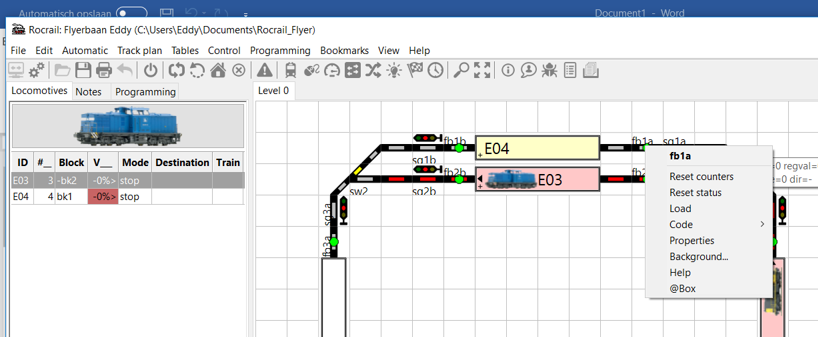 Automatisch opslaan
Document1 - Word
Rocrail: Flyerbaan Eddy (C:\Users\Eddy\Documents\Rocrail_Flyer)
File Edit Automatic Track plan Tables Control Programming Bookmarks View Help
Locomotives Notes Programming
Level 0
ID #__ Block V___ Mode Destination Train
E03 3 -bk2 -0%> stop
E04 4 bk1 -0%> stop
fb1b
E04
fb1a sg1a
sg1b
fb2b
E03
sw2 sg2b
sg3a
fb3a
fb1a
Reset counters
Reset status
Load
Code
Properties
Background...
Help
@Box
=0 regval=
=0 dir=-